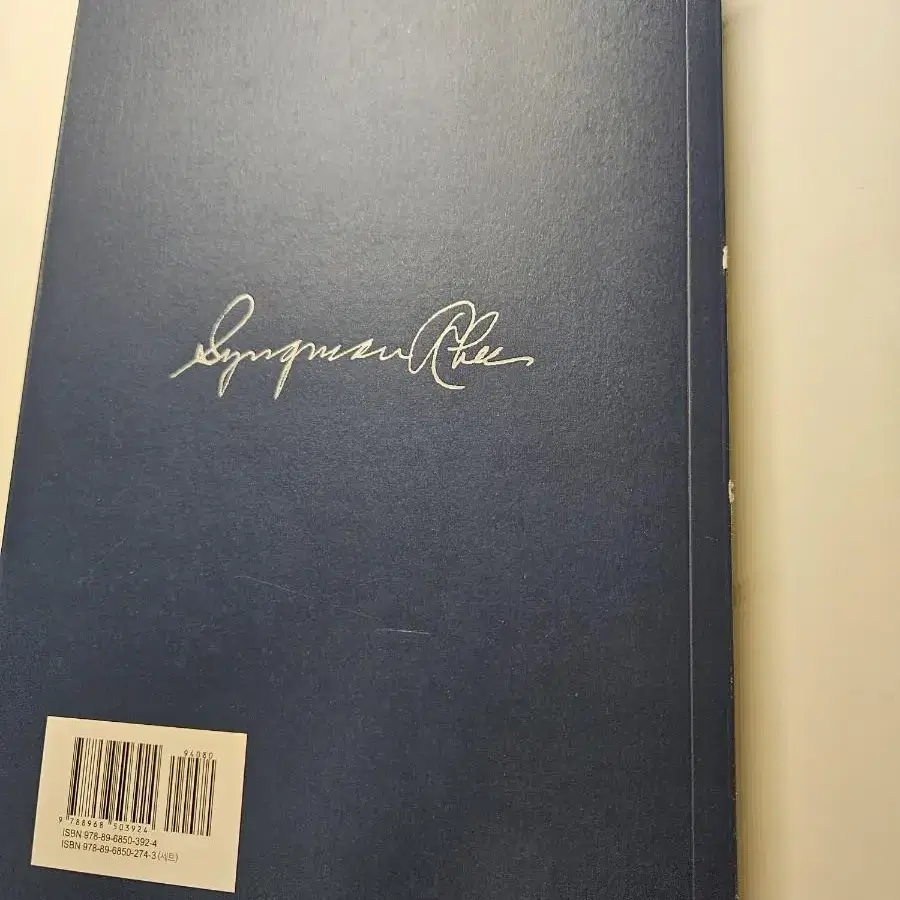 Syngman Rhee
94080
9 788968 503924
ISBN 978-89-6850-392-4
ISBN 978-89-6850-274-3 (세트)